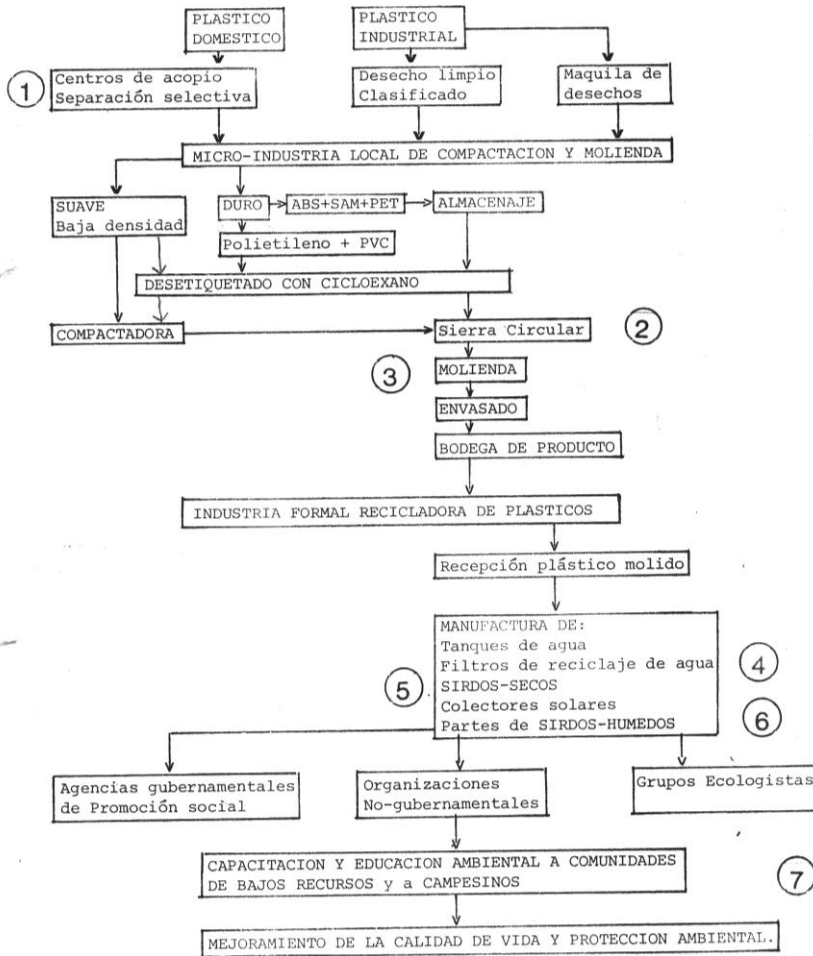 PLASTICO
DOMESTICO
PLASTICO
INDUSTRIAL
1
Centros de acopio
Separación selectiva
Desecho limpio
Clasificado
Maquila de
desechos
MICRO-INDUSTRIA LOCAL DE COMPACTACION Y MOLIENDA
SUAVE
Baja densidad
DURO
ABS+SAM+PET
ALMACENAJE
Polietileno + PVC
DESETIQUETADO CON CICLOEXANO
COMPACTADORA
Sierra Circular
2
3
MOLIENDA
ENVASADO
BODEGA DE PRODUCTO
INDUSTRIA FORMAL RECICLADORA DE PLASTICOS
Recepción plástico molido
MANUFACTURA DE:
Tanques de agua
Filtros de reciclaje de agua
4
SIRDOS-SECOS
5
Colectores solares
Partes de SIRDOS-HUMEDOS
6
Agencias gubernamentales
de Promoción social
Organizaciones
No-gubernamentales
Grupos Ecologistas
CAPACITACION Y EDUCACION AMBIENTAL A COMUNIDADES
DE BAJOS RECURSOS y a CAMPESINOS
7
MEJORAMIENTO DE LA CALIDAD DE VIDA Y PROTECCION AMBIENTAL.